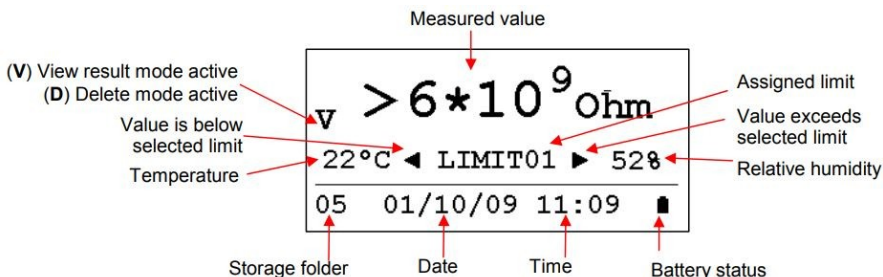 Measured value
(V) View result mode active
(D) Delete mode active
Value is below
selected limit
Temperature
V >6*10⁹Ohm
22°C ◄ LIMIT01 ► 52%
05 01/10/09 11:09
Assigned limit
Value exceeds
selected limit
Relative humidity
Storage folder
Date
Time
Battery status